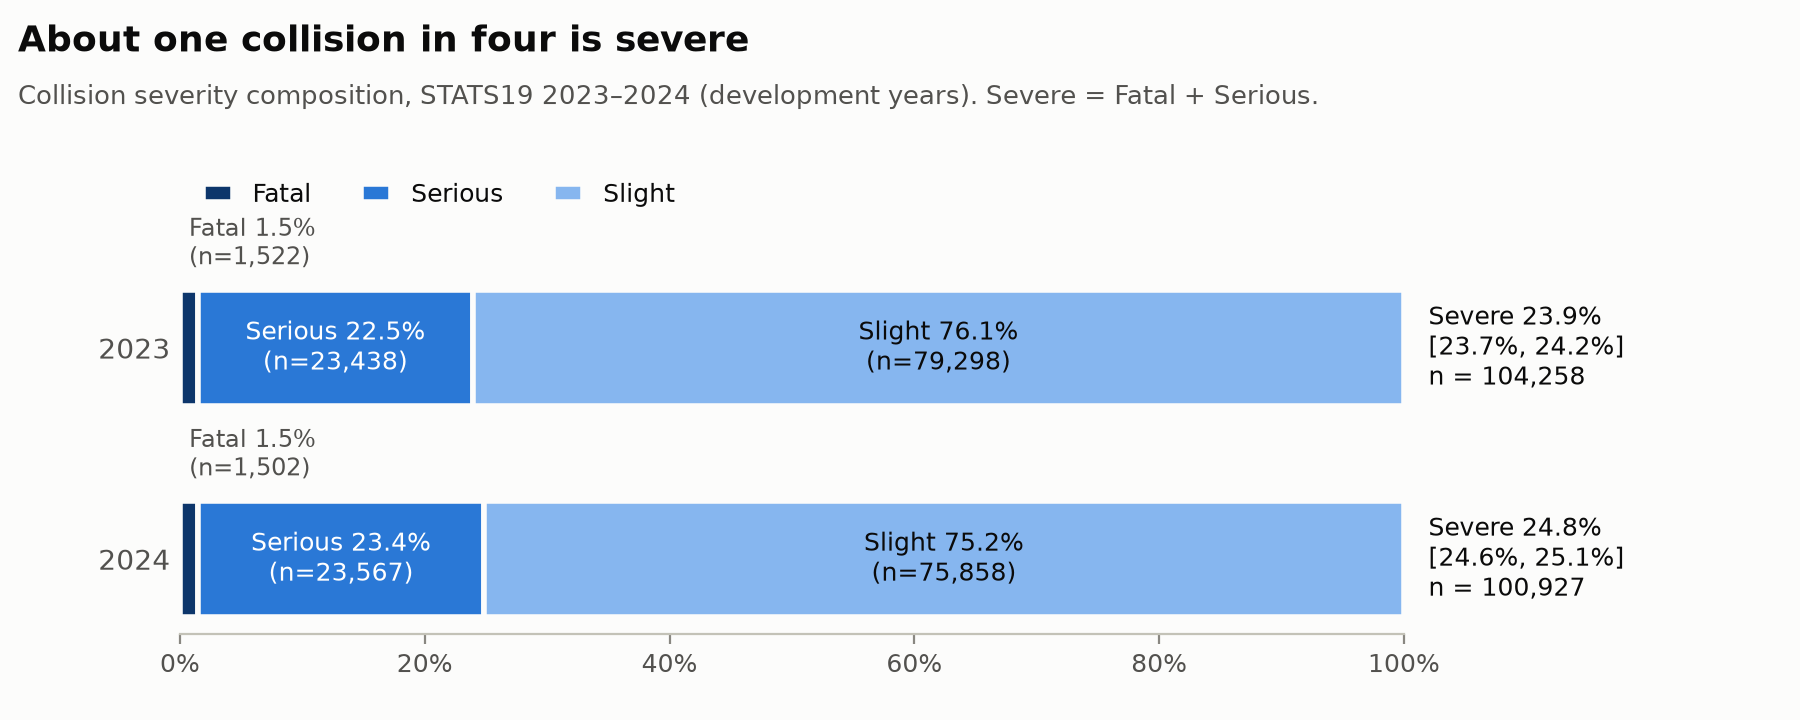 About one collision in four is severe
Collision severity composition, STATS19 2023–2024 (development years). Severe = Fatal + Serious.
Fatal
Serious
Slight
Fatal 1.5%
(n=1,522)
2023
Serious 22.5%
(n=23,438)
Slight 76.1%
(n=79,298)
Severe 23.9%
[23.7%, 24.2%]
n = 104,258
Fatal 1.5%
(n=1,502)
2024
Serious 23.4%
(n=23,567)
Slight 75.2%
(n=75,858)
Severe 24.8%
[24.6%, 25.1%]
n = 100,927
0% 20% 40% 60% 80% 100%